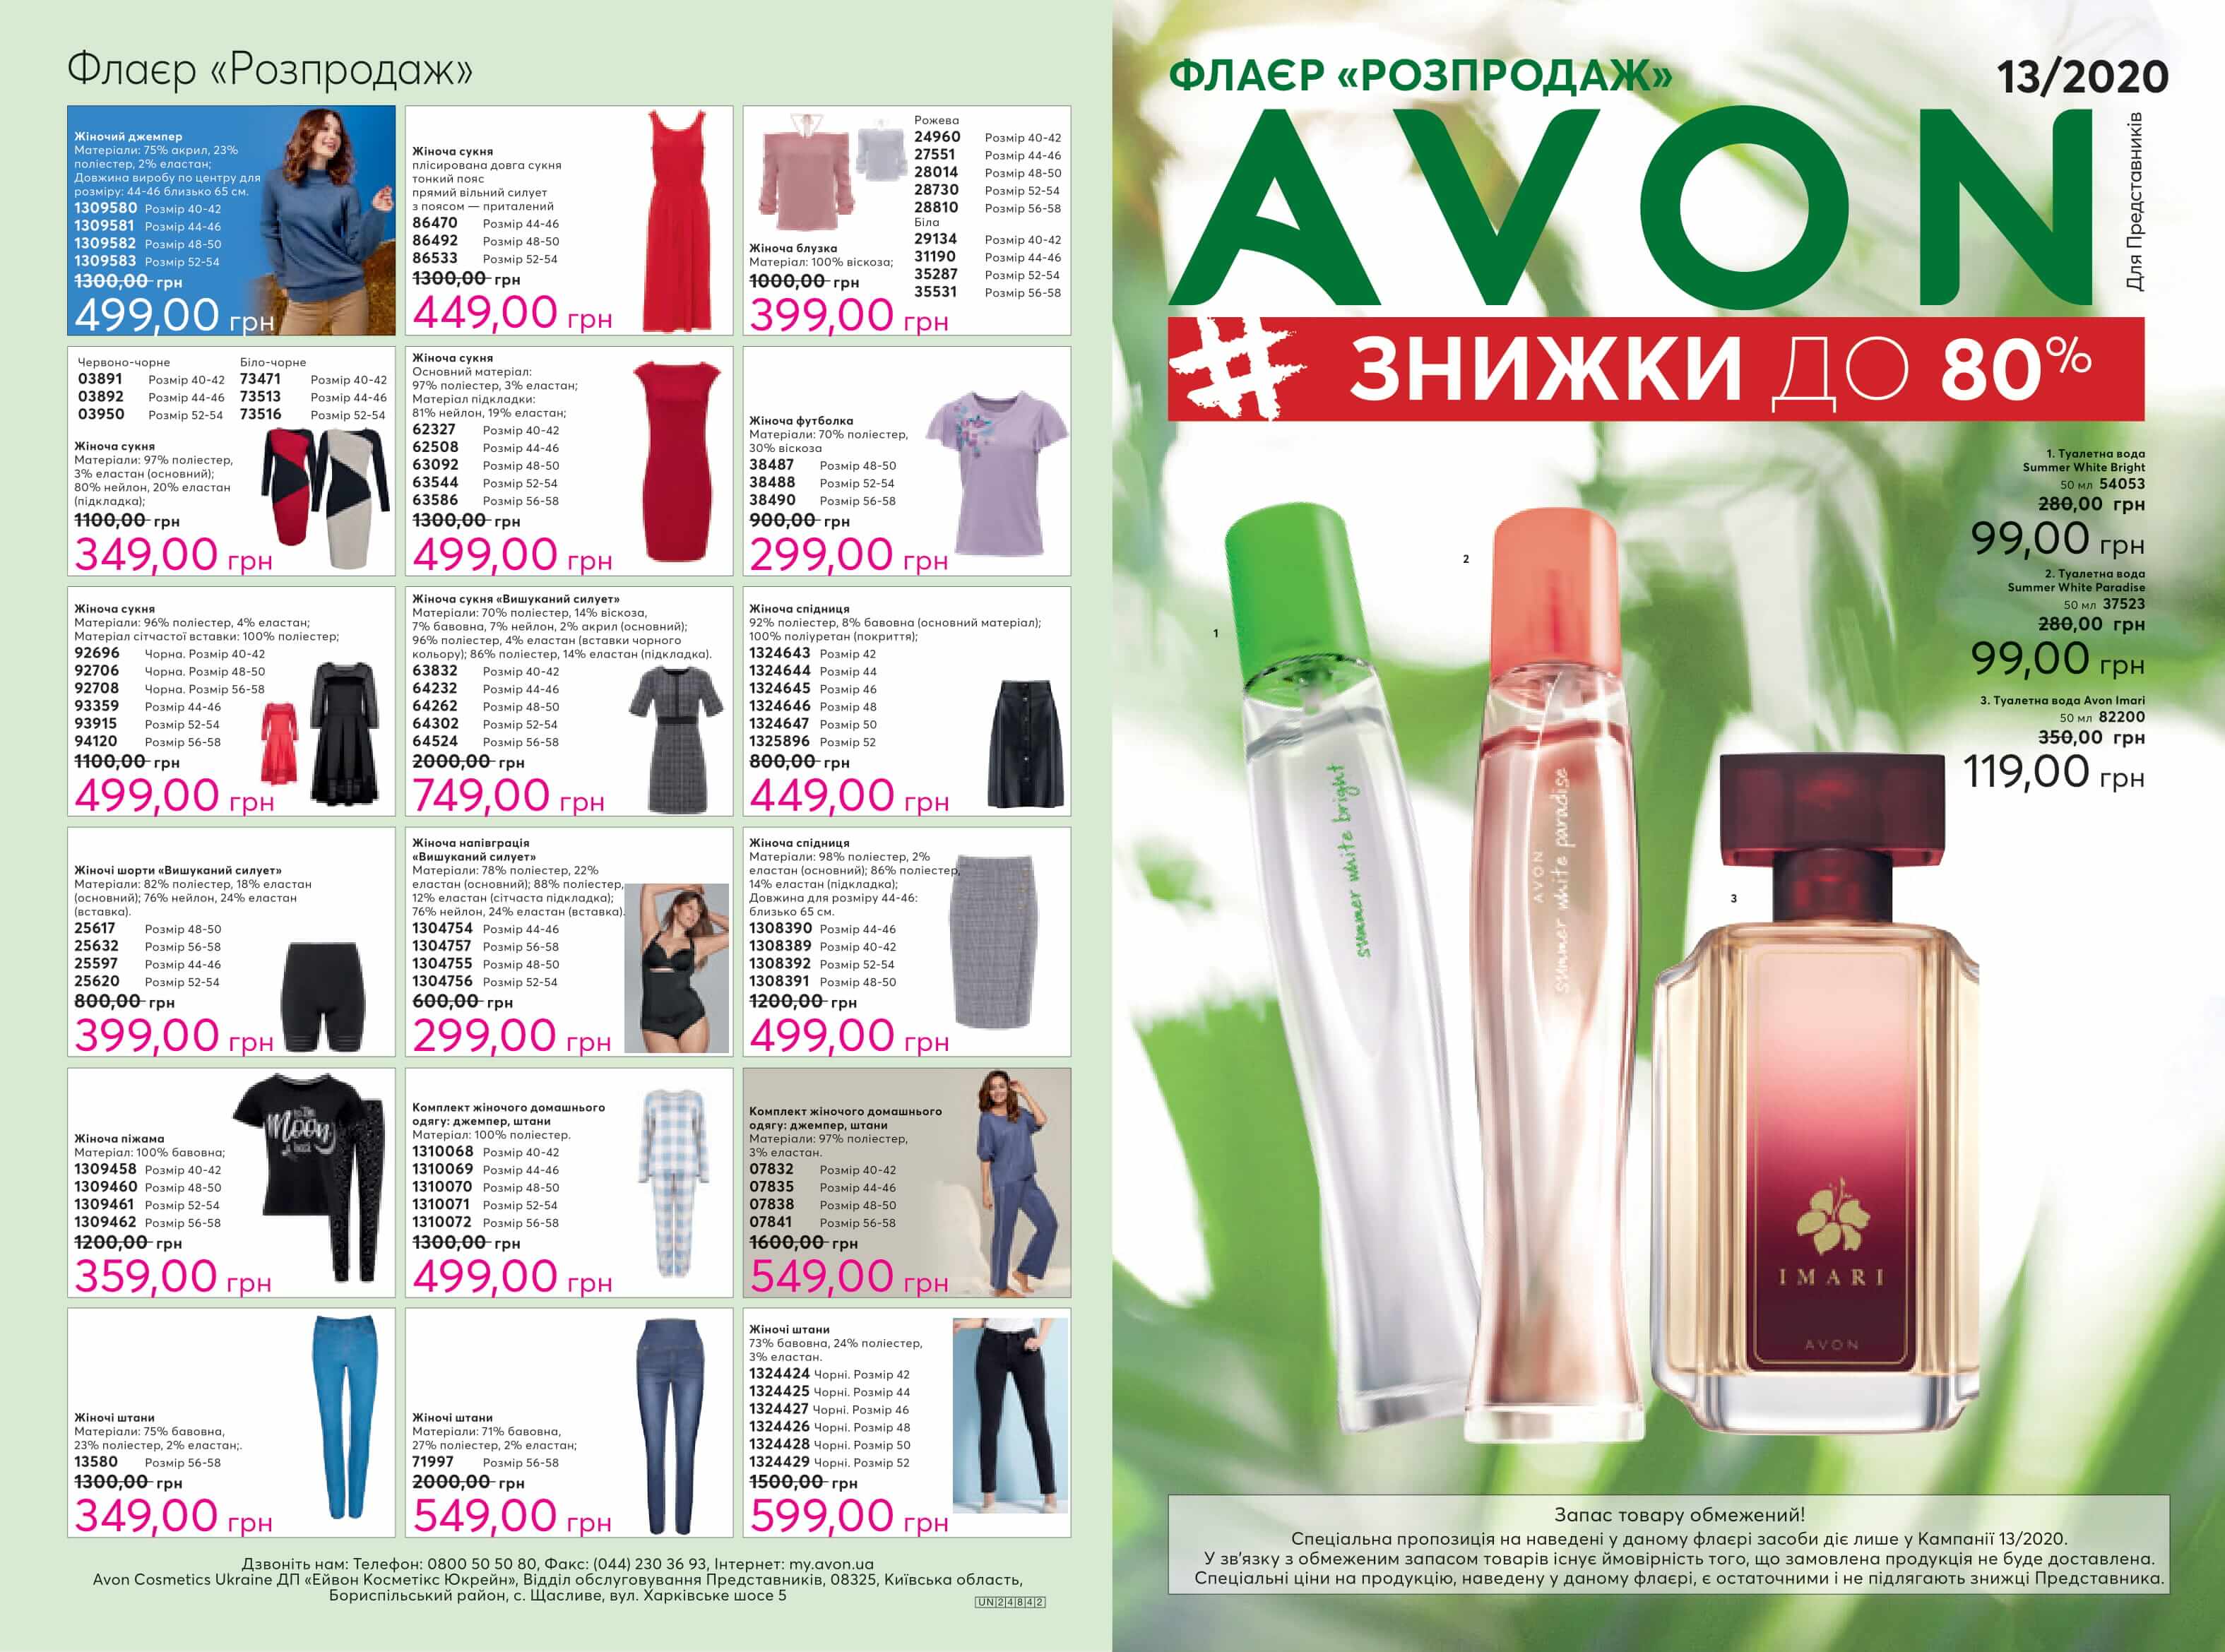 Флаєр «Розпродаж»
Жіночий джемпер
Матеріали: 75% акрил, 23%
поліестер, 2% еластан;
Довжина виробу по центру для
розміру: 44-46 близько 65 см.
1309580 Розмір 40-42
1309581 Розмір 44-46
1309582 Розмір 48-50
1309583 Розмір 52-54
1300,00 грн
499,00 грн
Жіноча сукня
плісирована довга сукня
тонкий пояс
прямий вільний силует
з поясом — приталений
86470 Розмір 44-46
86492 Розмір 48-50
86533 Розмір 52-54
1300,00 грн
449,00 грн
Рожева
24960 Розмір 40-42
27551 Розмір 44-46
28014 Розмір 48-50
28730 Розмір 52-54
28810 Розмір 56-58
Біла
29134 Розмір 40-42
31190 Розмір 44-46
35287 Розмір 52-54
35531 Розмір 56-58
Жіноча блузка
Матеріал: 100% віскоза;
1000,00 грн
399,00 грн
Червоно-чорне Біло-чорне
03891 Розмір 40-42 73471 Розмір 40-42
03892 Розмір 44-46 73513 Розмір 44-46
03950 Розмір 52-54 73516 Розмір 52-54
Жіноча сукня
Матеріали: 97% поліестер,
3% еластан (основний);
80% нейлон, 20% еластан
(підкладка);
1100,00 грн
349,00 грн
Жіноча сукня
Основний матеріал:
97% поліестер, 3% еластан;
Матеріал підкладки:
81% нейлон, 19% еластан;
62327 Розмір 40-42
62508 Розмір 44-46
63092 Розмір 48-50
63544 Розмір 52-54
63586 Розмір 56-58
1300,00 грн
499,00 грн
Жіноча футболка
Матеріали: 70% поліестер,
30% віскоза
38487 Розмір 48-50
38488 Розмір 52-54
38490 Розмір 56-58
900,00 грн
299,00 грн
Жіноча сукня
Матеріали: 96% поліестер, 4% еластан;
Матеріал сітчастої вставки: 100% поліестер;
92696 Чорна. Розмір 40-42
92706 Чорна. Розмір 48-50
92708 Чорна. Розмір 56-58
93359 Розмір 44-46
93915 Розмір 52-54
94120 Розмір 56-58
1100,00 грн
499,00 грн
Жіноча сукня «Вишуканий силует»
Матеріали: 70% поліестер, 14% віскоза,
7% бавовна, 7% нейлон, 2% акрил (основний);
96% поліестер, 4% еластан (вставки чорного
кольору); 86% поліестер, 14% еластан (підкладка).
63832 Розмір 40-42
64232 Розмір 44-46
64262 Розмір 48-50
64302 Розмір 52-54
64524 Розмір 56-58
2000,00 грн
749,00 грн
Жіноча спідниця
92% поліестер, 8% бавовна (основний матеріал);
100% поліуретан (покриття);
1324643 Розмір 42
1324644 Розмір 44
1324645 Розмір 46
1324646 Розмір 48
1324647 Розмір 50
1325896 Розмір 52
800,00 грн
449,00 грн
Жіночі шорти «Вишуканий силует»
Матеріали: 82% поліестер, 18% еластан
(основний); 76% нейлон, 24% еластан
(вставка).
25617 Розмір 48-50
25632 Розмір 56-58
25597 Розмір 44-46
25620 Розмір 52-54
800,00 грн
399,00 грн
Жіноча напівграція
«Вишуканий силует»
Матеріали: 78% поліестер, 22%
еластан (основний); 88% поліестер,
12% еластан (сітчаста підкладка);
76% нейлон, 24% еластан (вставка).
1304754 Розмір 44-46
1304757 Розмір 56-58
1304755 Розмір 48-50
1304756 Розмір 52-54
600,00 грн
299,00 грн
Жіноча спідниця
Матеріали: 98% поліестер, 2%
еластан (основний); 86% поліестер,
14% еластан (підкладка);
Довжина для розміру 44-46:
близько 65 см.
1308390 Розмір 44-46
1308389 Розмір 40-42
1308392 Розмір 52-54
1308391 Розмір 48-50
1200,00 грн
499,00 грн
Жіноча піжама
Матеріал: 100% бавовна;
1309458 Розмір 40-42
1309460 Розмір 48-50
1309461 Розмір 52-54
1309462 Розмір 56-58
1200,00 грн
359,00 грн
Moon
Комплект жіночого домашнього
одягу: джемпер, штани
Матеріал: 100% поліестер.
1310068 Розмір 40-42
1310069 Розмір 44-46
1310070 Розмір 48-50
1310071 Розмір 52-54
1310072 Розмір 56-58
1300,00 грн
499,00 грн
Комплект жіночого домашнього
одягу: джемпер, штани
Матеріали: 97% поліестер,
3% еластан.
07832 Розмір 40-42
07835 Розмір 44-46
07838 Розмір 48-50
07841 Розмір 56-58
1600,00 грн
549,00 грн
Жіночі штани
Матеріали: 75% бавовна,
23% поліестер, 2% еластан;.
13580 Розмір 56-58
1300,00 грн
349,00 грн
Жіночі штани
Матеріали: 71% бавовна,
27% поліестер, 2% еластан;
71997 Розмір 56-58
2000,00 грн
549,00 грн
Жіночі штани
73% бавовна, 24% поліестер,
3% еластан.
1324424 Чорні. Розмір 42
1324425 Чорні. Розмір 44
1324427 Чорні. Розмір 46
1324426 Чорні. Розмір 48
1324428 Чорні. Розмір 50
1324429 Чорні. Розмір 52
1500,00 грн
599,00 грн
Дзвоніть нам: Телефон: 0800 50 50 80, Факс: (044) 230 36 93, Інтернет: my.avon.ua
Avon Cosmetics Ukraine ДП «Ейвон Косметікс Юкрейн», Відділ обслуговування Представників, 08325, Київська область,
Бориспільський район, с. Щасливе, вул. Харківське шосе 5
UN24842
ФЛАЄР «РОЗПРОДАЖ» 13/2020
AVON
Для Представників
# ЗНИЖКИ ДО 80%
1. Туалетна вода
Summer White Bright
50 мл 54053
280,00 грн
99,00 грн
2. Туалетна вода
Summer White Paradise
50 мл 37523
280,00 грн
99,00 грн
3. Туалетна вода Avon Imari
50 мл 82200
350,00 грн
119,00 грн
1
2
3
summer white bright
AVON
summer white paradise
IMARI
AVON
Запас товару обмежений!
Спеціальна пропозиція на наведені у даному флаєрі засоби діє лише у Кампанії 13/2020.
У зв'язку з обмеженим запасом товарів існує ймовірність того, що замовлена продукція не буде доставлена.
Спеціальні ціни на продукцію, наведену у даному флаєрі, є остаточними і не підлягають знижці Представника.